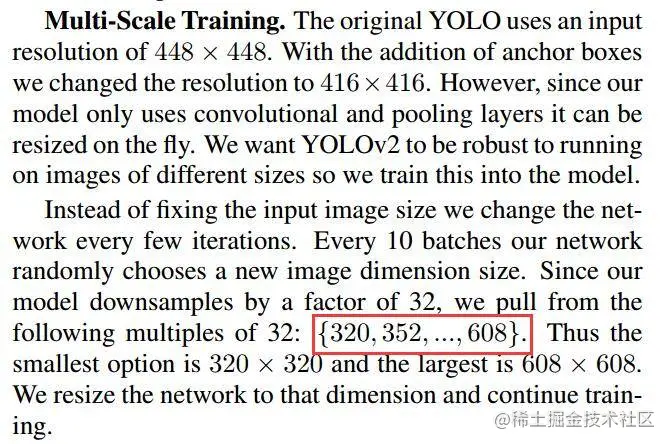 Multi-Scale Training. The original YOLO uses an input
resolution of 448 × 448. With the addition of anchor boxes
we changed the resolution to 416×416. However, since our
model only uses convolutional and pooling layers it can be
resized on the fly. We want YOLOv2 to be robust to running
on images of different sizes so we train this into the model.
Instead of fixing the input image size we change the net-
work every few iterations. Every 10 batches our network
randomly chooses a new image dimension size. Since our
model downsamples by a factor of 32, we pull from the
following multiples of 32: {320, 352, ..., 608}. Thus the
smallest option is 320 × 320 and the largest is 608 × 608.
We resize the network to that dimension and continue train-
ing.
@稀土掘金技术社区